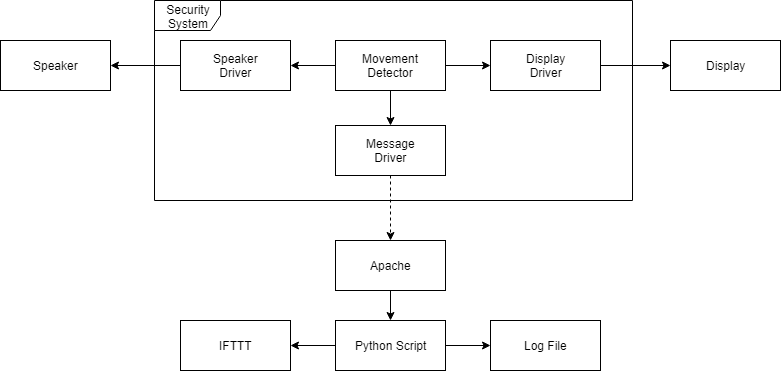 Security
System
Speaker
Speaker
Driver
Movement
Detector
Display
Driver
Display
Message
Driver
Apache
IFTTT
Python Script
Log File